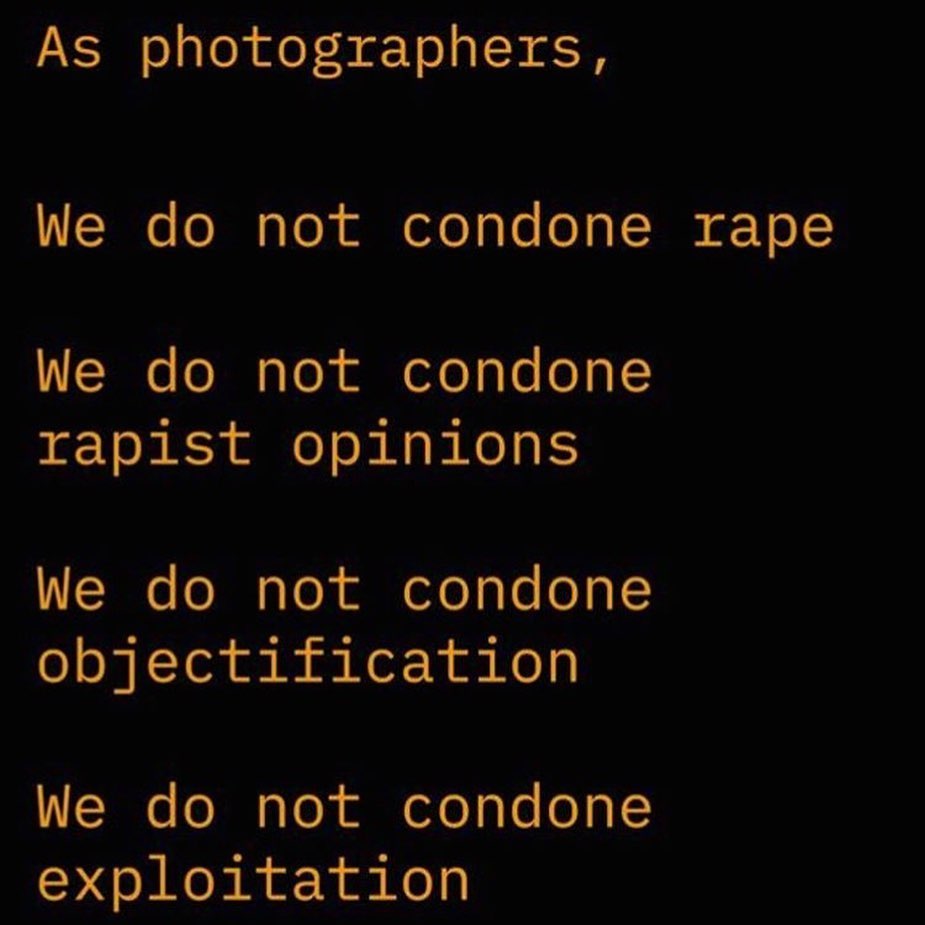 As photographers,
We do not condone rape
We do not condone
rapist opinions
We do not condone
objectification
We do not condone
exploitation